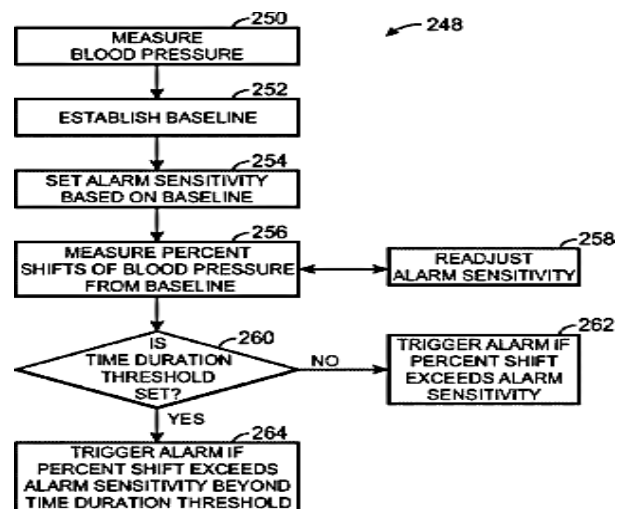 250
248
MEASURE
BLOOD PRESSURE
252
ESTABLISH BASELINE
254
SET ALARM SENSITIVITY
BASED ON BASELINE
256
MEASURE PERCENT
SHIFTS OF BLOOD PRESSURE
FROM BASELINE
258
READJUST
ALARM SENSITIVITY
260
IS
TIME DURATION
THRESHOLD
SET?
NO
262
TRIGGER ALARM IF
PERCENT SHIFT
EXCEEDS ALARM
SENSITIVITY
YES
264
TRIGGER ALARM IF
PERCENT SHIFT EXCEEDS
ALARM SENSITIVITY BEYOND
TIME DURATION THRESHOLD